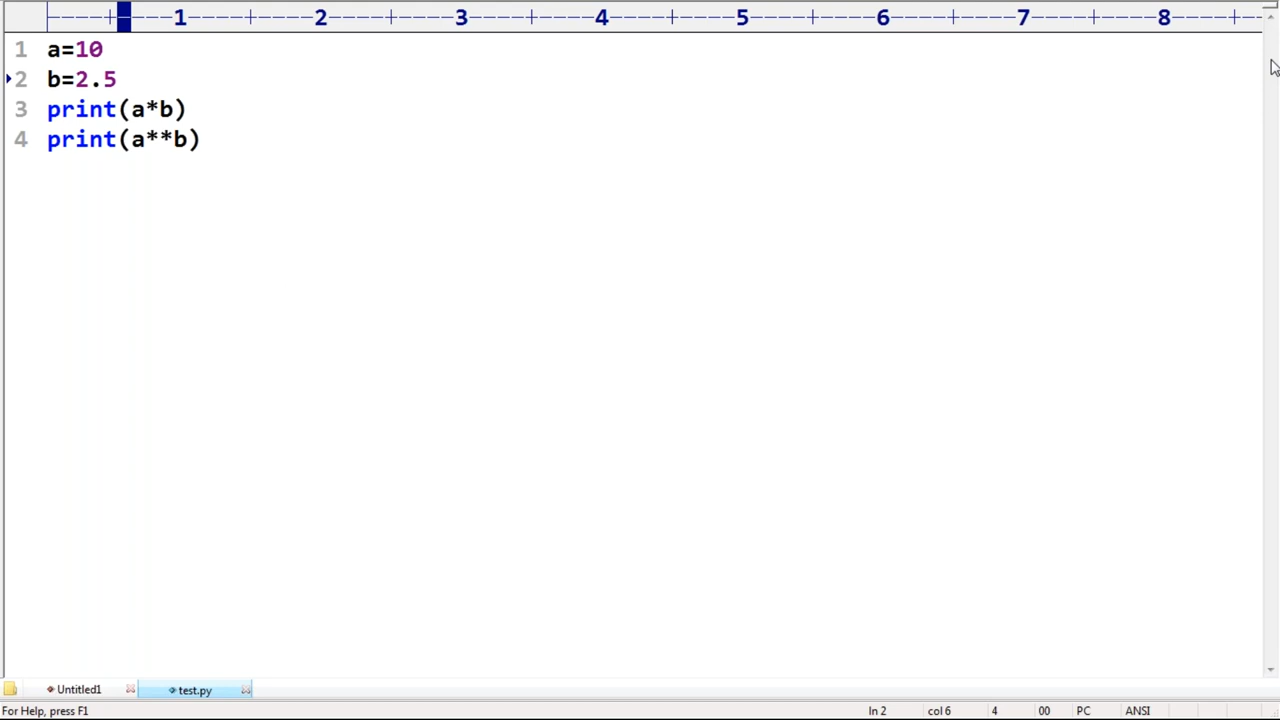 1 2 3 4 5 6 7 8
1 a=10
2 b=2.5
3 print(a*b)
4 print(a**b)
Untitled1 test.py
For Help, press F1 ln 2 col 6 4 00 PC ANSI